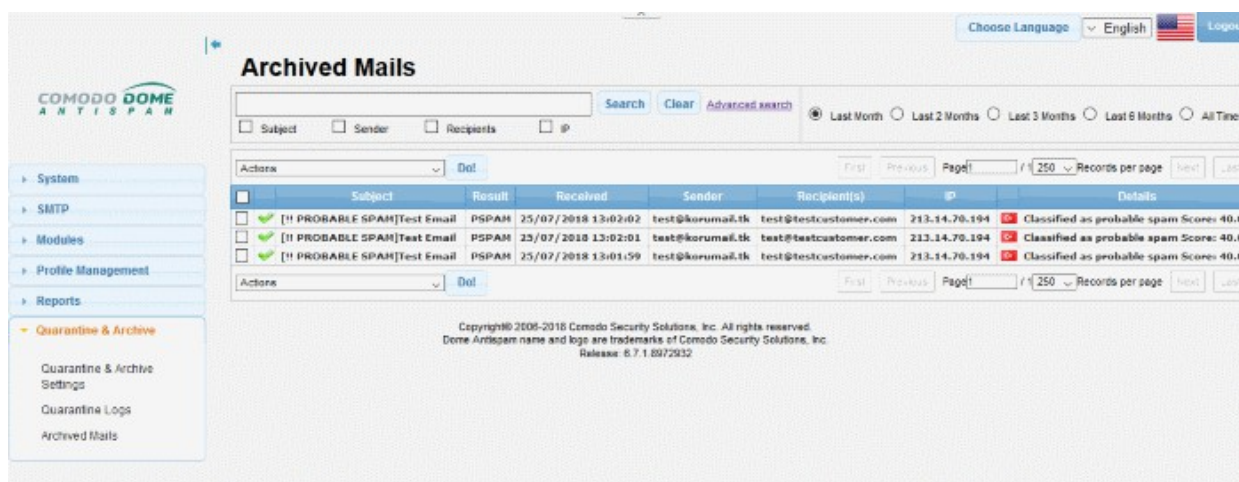 Choose Language English Logou
Archived Mails
COMODO DOME
ANTISPAM
Search Clear Advanced search
Last Month Last 2 Months Last 3 Months Last 6 Months All Time
Subject Sender Recipients IP
Actions Do! First Previous Page 1 / 1 250 Records per page Next Las
System
SMTP
Modules
Profile Management
Reports
Quarantine & Archive
Quarantine & Archive
Settings
Quarantine Logs
Archived Mails
Subject Result Received Sender Recipient(s) IP Details
[!! PROBABLE SPAM]Test Email PSPAM 25/07/2018 13:02:02 test@korumail.tk test@testcustomer.com 213.14.70.194 Classified as probable spam Score: 40.
[!! PROBABLE SPAM]Test Email PSPAM 25/07/2018 13:02:01 test@korumail.tk test@testcustomer.com 213.14.70.194 Classified as probable spam Score: 40.
[!! PROBABLE SPAM]Test Email PSPAM 25/07/2018 13:01:59 test@korumail.tk test@testcustomer.com 213.14.70.194 Classified as probable spam Score: 40.
Actions Do! First Previous Page 1 / 1 250 Records per page Next Las
Copyright© 2006-2018 Comodo Security Solutions, Inc. All rights reserved.
Dome Antispam name and logo are trademarks of Comodo Security Solutions, Inc.
Release: 6.7.1.8972932